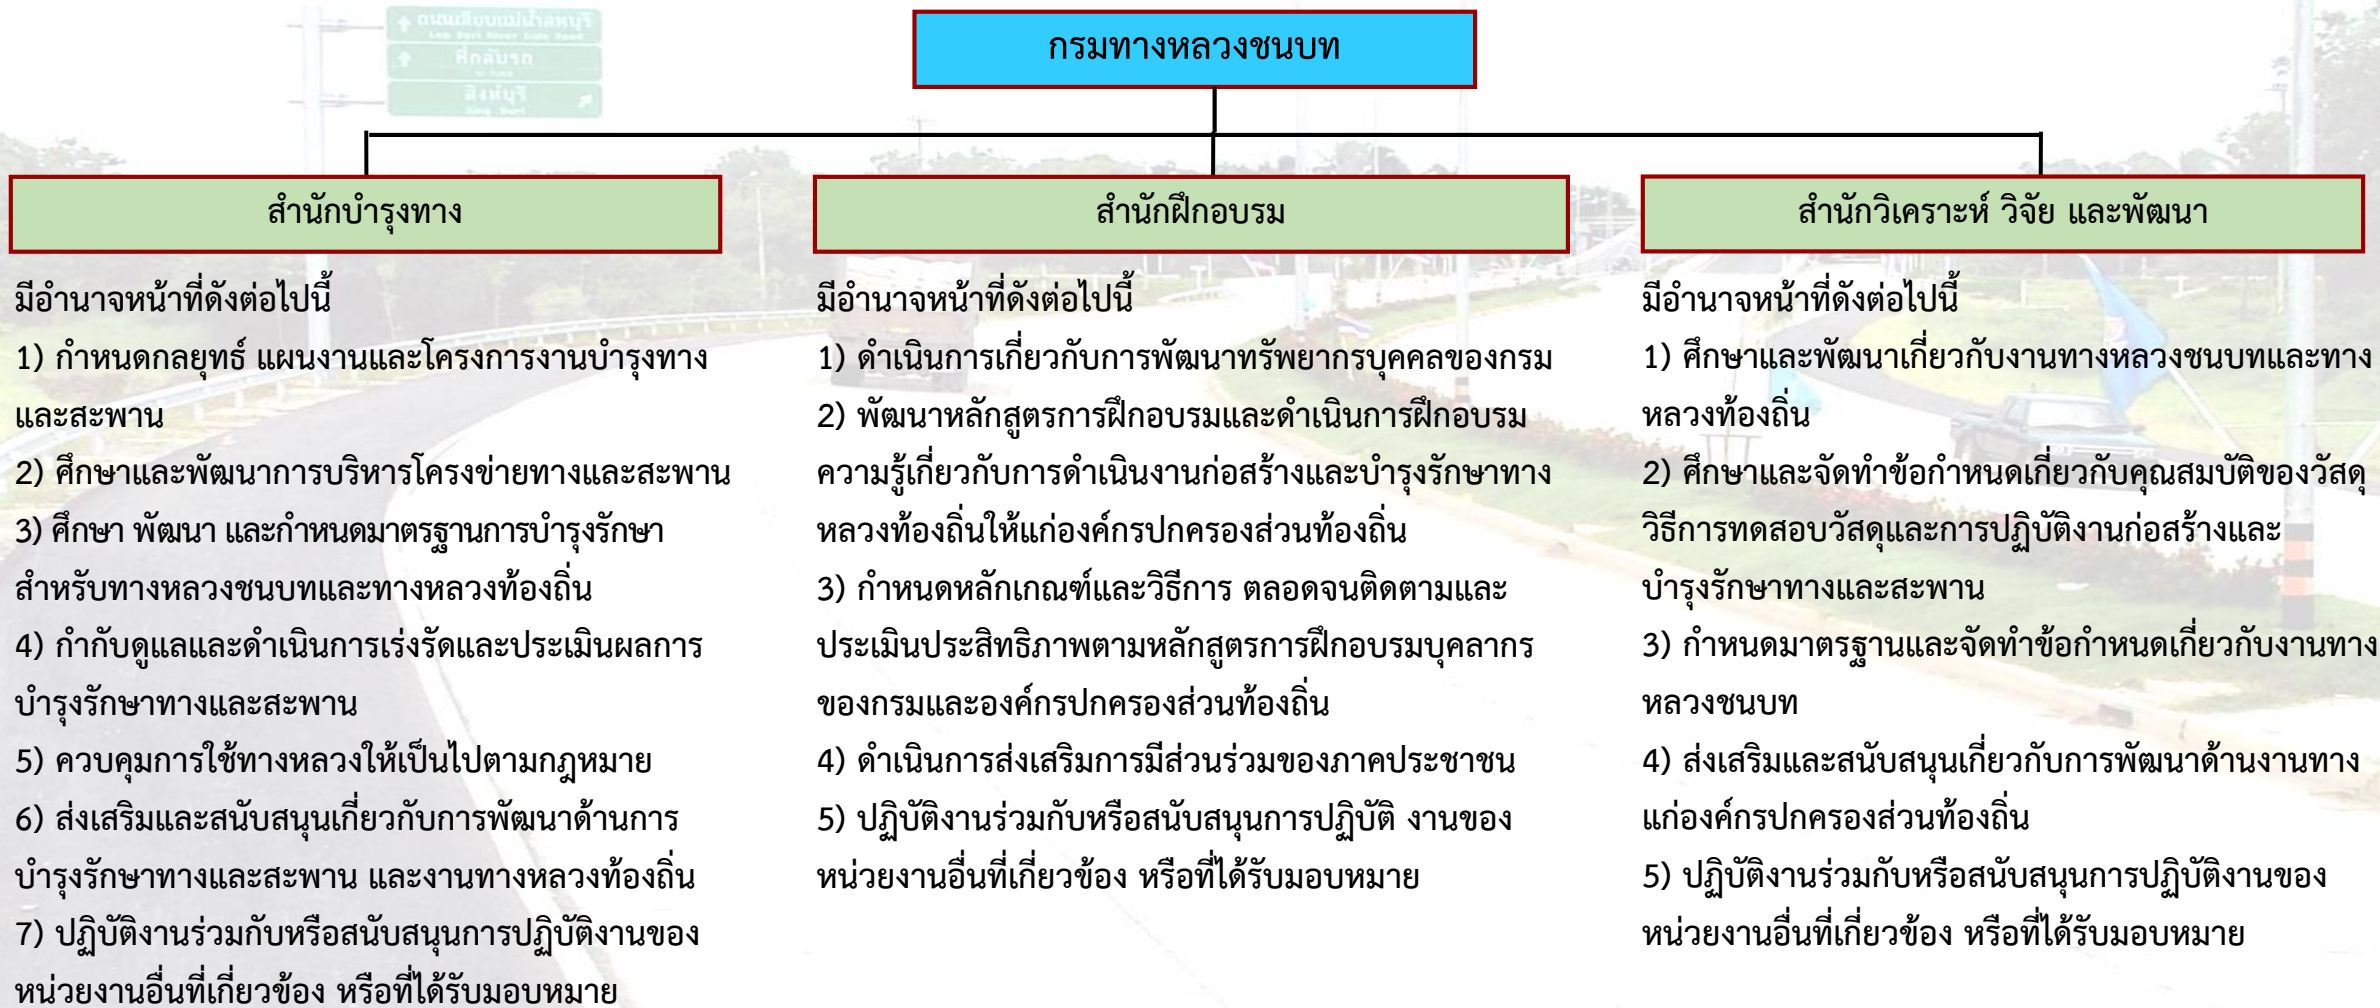 ถนนเลียบแม่น้ำลพบุรี
Lop Buri River Side Road
ที่กลับรถ
U-Turn
สิงห์บุรี
Sing Buri
กรมทางหลวงชนบท
สำนักบำรุงทาง
มีอำนาจหน้าที่ดังต่อไปนี้
1) กำหนดกลยุทธ์ แผนงานและโครงการงานบำรุงทาง
และสะพาน
2) ศึกษาและพัฒนาการบริหารโครงข่ายทางและสะพาน
3) ศึกษา พัฒนา และกำหนดมาตรฐานการบำรุงรักษา
สำหรับทางหลวงชนบทและทางหลวงท้องถิ่น
4) กำกับดูแลและดำเนินการเร่งรัดและประเมินผลการ
บำรุงรักษาทางและสะพาน
5) ควบคุมการใช้ทางหลวงให้เป็นไปตามกฎหมาย
6) ส่งเสริมและสนับสนุนเกี่ยวกับการพัฒนาด้านการ
บำรุงรักษาทางและสะพาน และงานทางหลวงท้องถิ่น
7) ปฏิบัติงานร่วมกับหรือสนับสนุนการปฏิบัติงานของ
หน่วยงานอื่นที่เกี่ยวข้อง หรือที่ได้รับมอบหมาย
สำนักฝึกอบรม
มีอำนาจหน้าที่ดังต่อไปนี้
1) ดำเนินการเกี่ยวกับการพัฒนาทรัพยากรบุคคลของกรม
2) พัฒนาหลักสูตรการฝึกอบรมและดำเนินการฝึกอบรม
ความรู้เกี่ยวกับการดำเนินงานก่อสร้างและบำรุงรักษาทาง
หลวงท้องถิ่นให้แก่องค์กรปกครองส่วนท้องถิ่น
3) กำหนดหลักเกณฑ์และวิธีการ ตลอดจนติดตามและ
ประเมินประสิทธิภาพตามหลักสูตรการฝึกอบรมบุคลากร
ของกรมและองค์กรปกครองส่วนท้องถิ่น
4) ดำเนินการส่งเสริมการมีส่วนร่วมของภาคประชาชน
5) ปฏิบัติงานร่วมกับหรือสนับสนุนการปฏิบัติ งานของ
หน่วยงานอื่นที่เกี่ยวข้อง หรือที่ได้รับมอบหมาย
สำนักวิเคราะห์ วิจัย และพัฒนา
มีอำนาจหน้าที่ดังต่อไปนี้
1) ศึกษาและพัฒนาเกี่ยวกับงานทางหลวงชนบทและทาง
หลวงท้องถิ่น
2) ศึกษาและจัดทำข้อกำหนดเกี่ยวกับคุณสมบัติของวัสดุ
วิธีการทดสอบวัสดุและการปฏิบัติงานก่อสร้างและ
บำรุงรักษาทางและสะพาน
3) กำหนดมาตรฐานและจัดทำข้อกำหนดเกี่ยวกับงานทาง
หลวงชนบท
4) ส่งเสริมและสนับสนุนเกี่ยวกับการพัฒนาด้านงานทาง
แก่องค์กรปกครองส่วนท้องถิ่น
5) ปฏิบัติงานร่วมกับหรือสนับสนุนการปฏิบัติงานของ
หน่วยงานอื่นที่เกี่ยวข้อง หรือที่ได้รับมอบหมาย